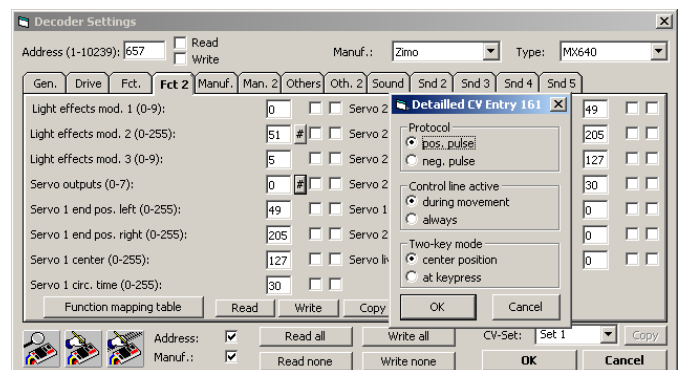 Decoder Settings
Address (1-10239): 657 Read Write Manuf.: Zimo Type: MX640
Gen. Drive Fct. Fct 2 Manuf. Man. 2 Others Oth. 2 Sound Snd 2 Snd 3 Snd 4 Snd 5
Light effects mod. 1 (0-9): 0 Servo 2 49
Light effects mod. 2 (0-255): 51 # Servo 2 205
Light effects mod. 3 (0-9): 5 Servo 2 127
Servo outputs (0-7): 0 # Servo 2 30
Servo 1 end pos. left (0-255): 49 Servo 1 0
Servo 1 end pos. right (0-255): 205 Servo 2 0
Servo 1 center (0-255): 127 Servo liv 0
Servo 1 circ. time (0-255): 30
Function mapping table Read Write Copy
Detailled CV Entry 161
Protocol
pos. pulse
neg. pulse
Control line active
during movement
always
Two-key mode
center position
at keypress
OK Cancel
Address: Read all Write all CV-Set: Set 1 Copy
Manuf.: Read none Write none OK Cancel